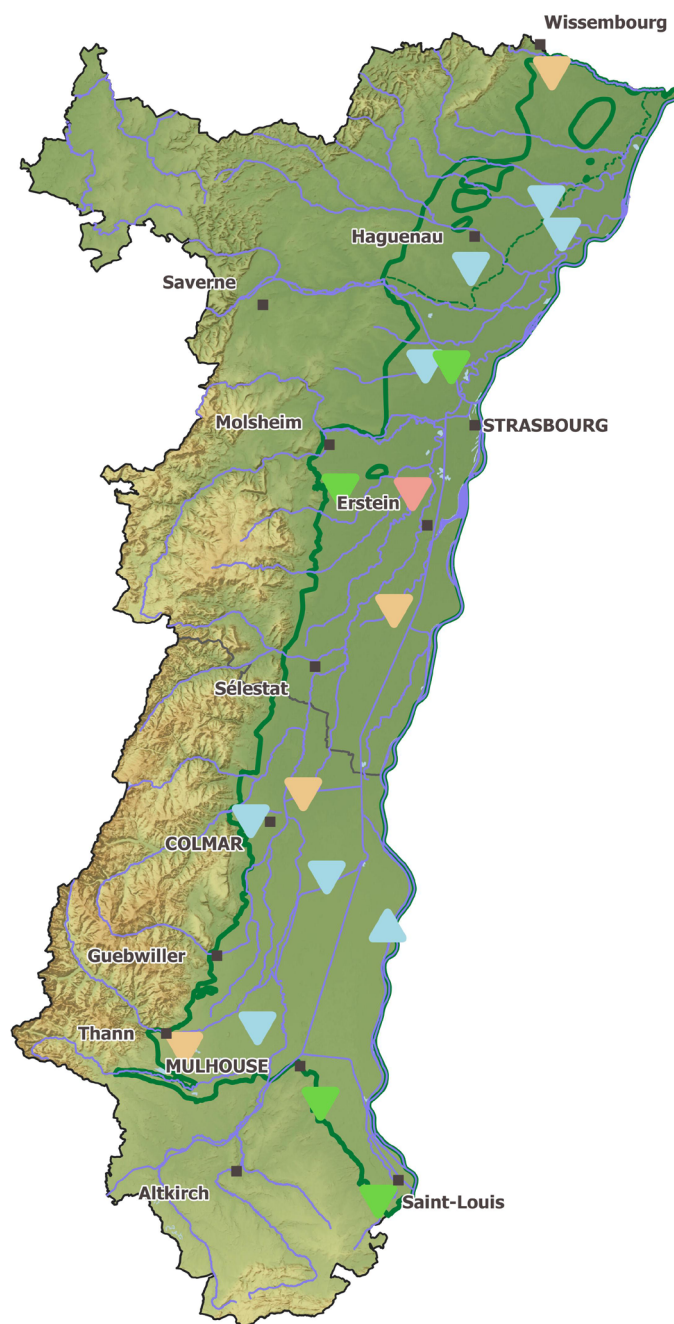 Wissembourg
Haguenau
Saverne
Molsheim
STRASBOURG
Erstein
Sélestat
COLMAR
Guebwiller
Thann
MULHOUSE
Altkirch
Saint-Louis